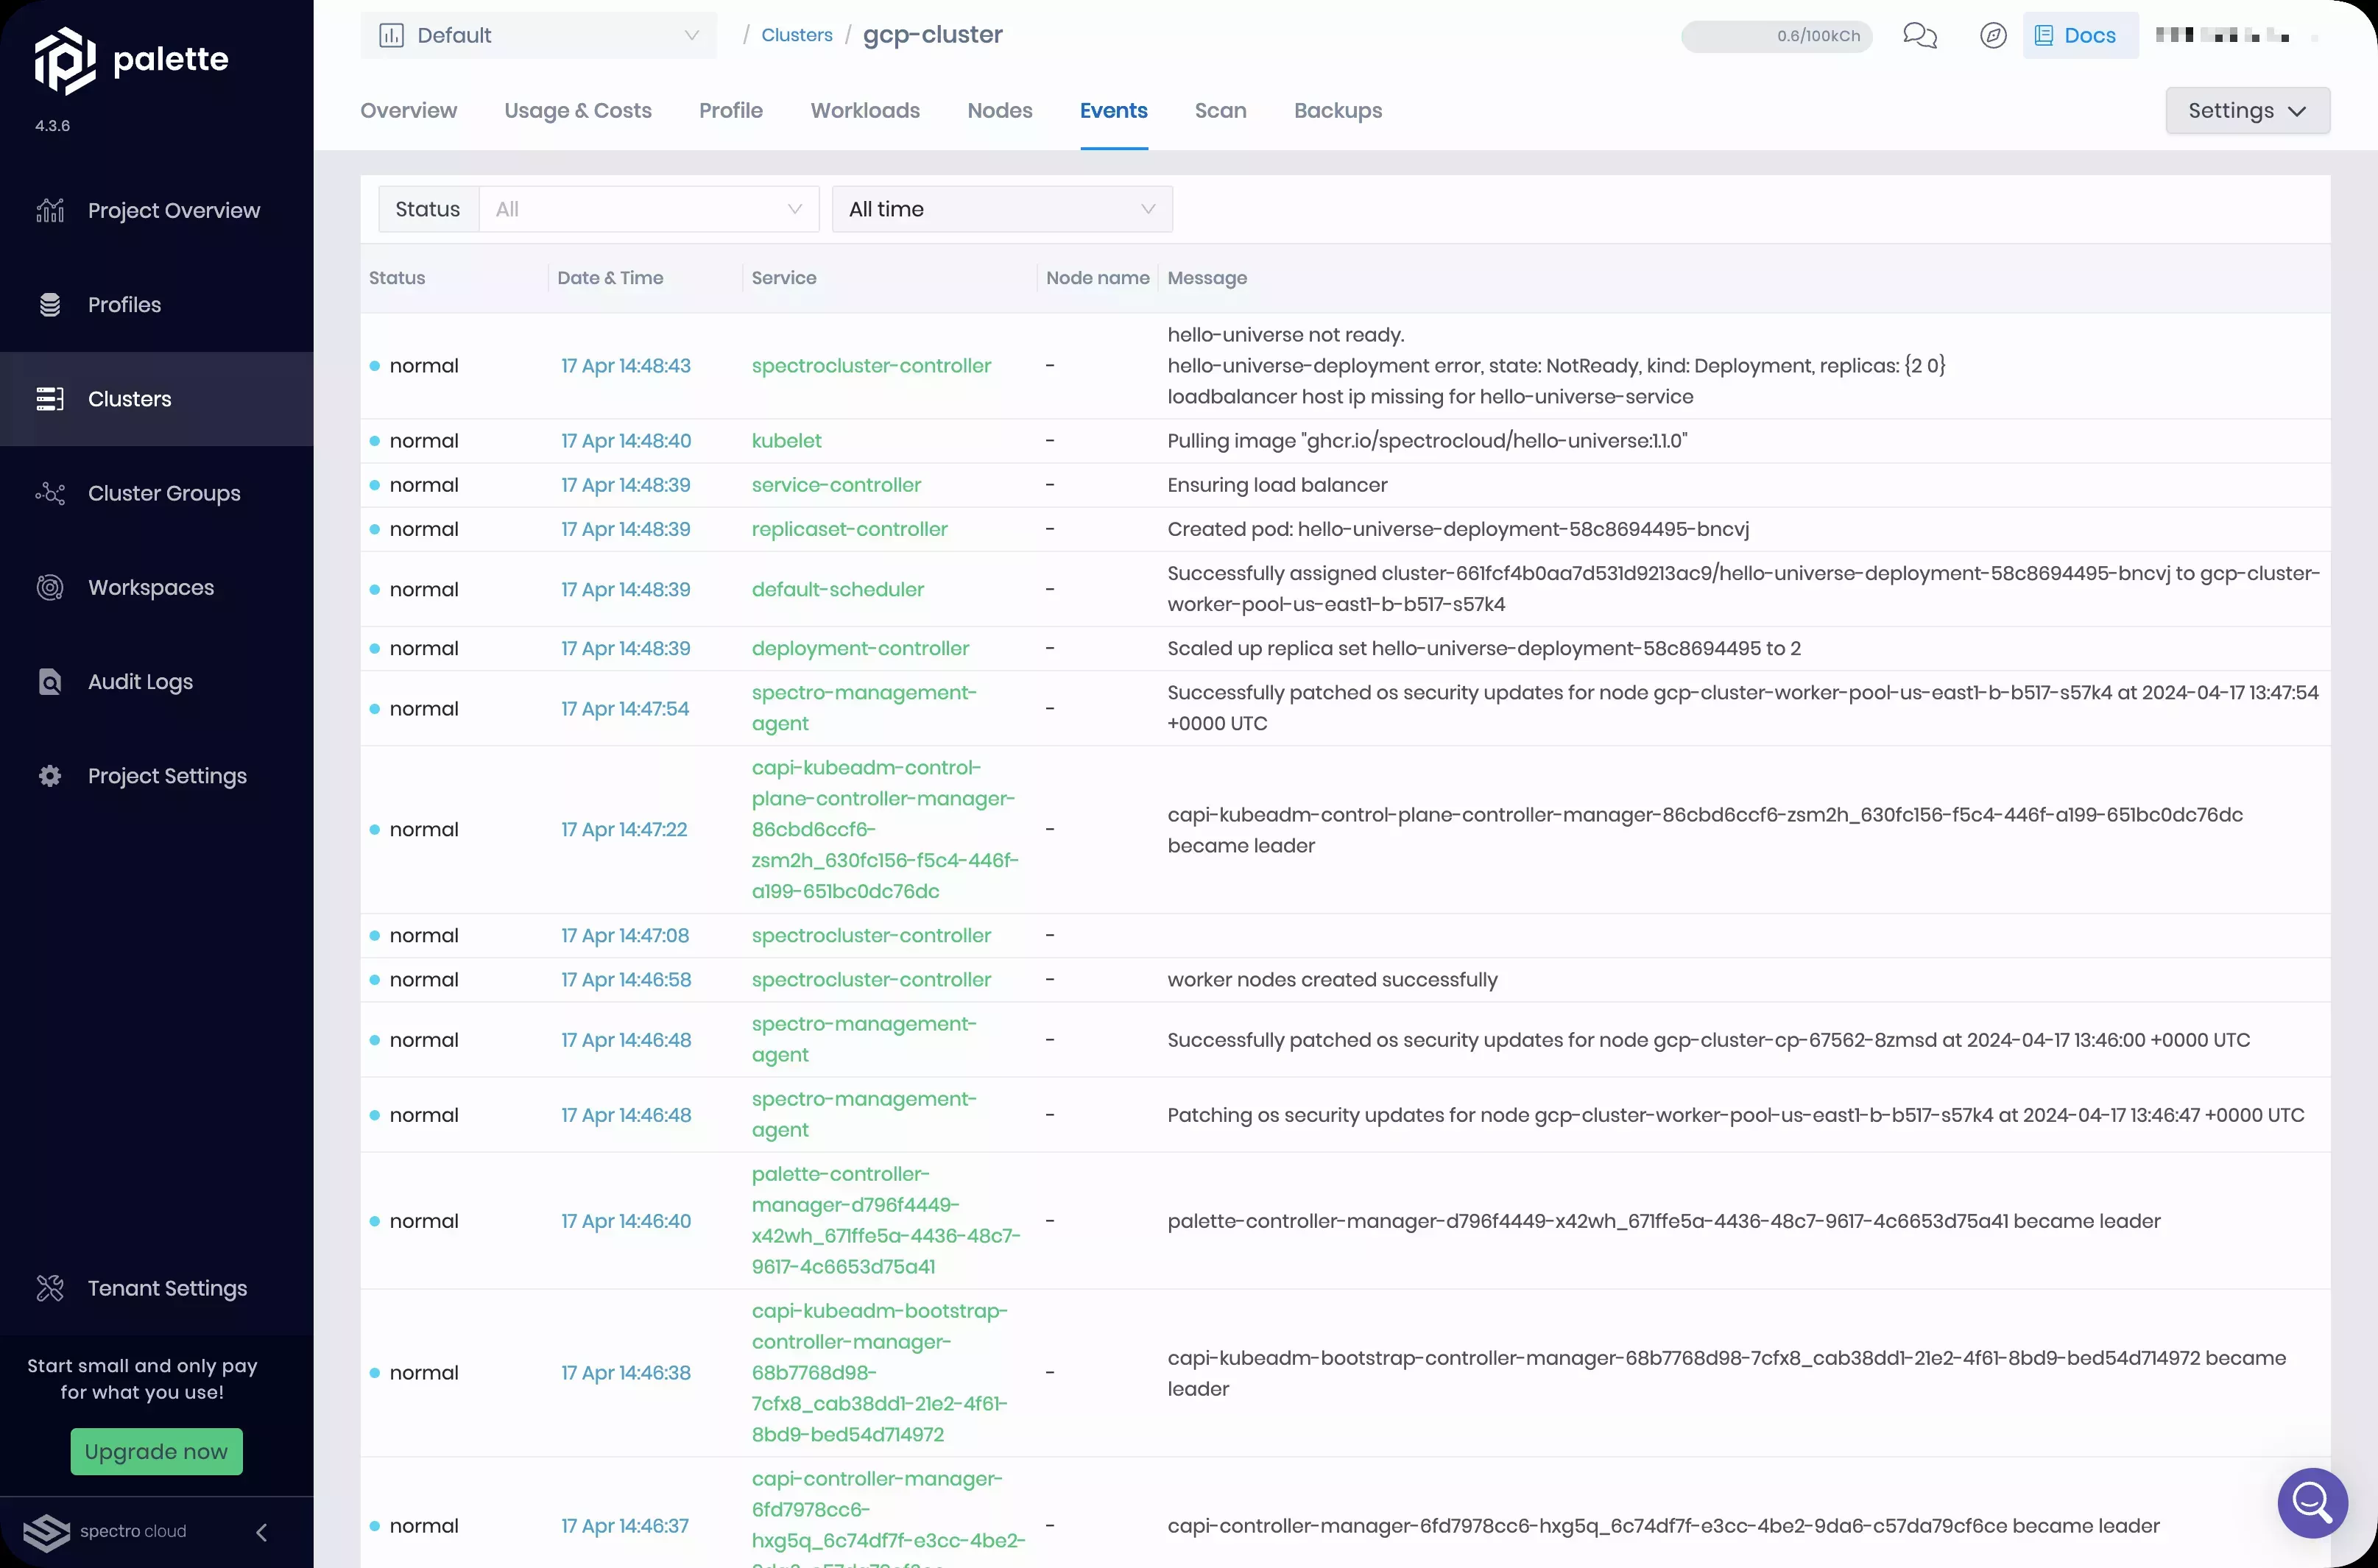 palette
4.3.6
Project Overview
Profiles
Clusters
Cluster Groups
Workspaces
Audit Logs
Project Settings
Tenant Settings
Start small and only pay
for what you use!
Upgrade now
spectro cloud
Default
/ Clusters / gcp-cluster
0.6/100kCh
Docs
Overview Usage & Costs Profile Workloads Nodes Events Scan Backups
Settings
Status All All time
Status Date & Time Service Node name Message
normal 17 Apr 14:48:43 spectrocluster-controller - hello-universe not ready.
hello-universe-deployment error, state: NotReady, kind: Deployment, replicas: {2 0}
loadbalancer host ip missing for hello-universe-service
normal 17 Apr 14:48:40 kubelet - Pulling image "ghcr.io/spectrocloud/hello-universe:1.1.0"
normal 17 Apr 14:48:39 service-controller - Ensuring load balancer
normal 17 Apr 14:48:39 replicaset-controller - Created pod: hello-universe-deployment-58c8694495-bncvj
normal 17 Apr 14:48:39 default-scheduler - Successfully assigned cluster-661fcf4b0aa7d531d9213ac9/hello-universe-deployment-58c8694495-bncvj to gcp-cluster-
worker-pool-us-east1-b-b517-s57k4
normal 17 Apr 14:48:39 deployment-controller - Scaled up replica set hello-universe-deployment-58c8694495 to 2
normal 17 Apr 14:47:54 spectro-management-
agent - Successfully patched os security updates for node gcp-cluster-worker-pool-us-east1-b-b517-s57k4 at 2024-04-17 13:47:54
+0000 UTC
normal 17 Apr 14:47:22 capi-kubeadm-control-
plane-controller-manager-
86cbd6ccf6-
zsm2h_630fc156-f5c4-446f-
a199-651bc0dc76dc - capi-kubeadm-control-plane-controller-manager-86cbd6ccf6-zsm2h_630fc156-f5c4-446f-a199-651bc0dc76dc
became leader
normal 17 Apr 14:47:08 spectrocluster-controller -
normal 17 Apr 14:46:58 spectrocluster-controller - worker nodes created successfully
normal 17 Apr 14:46:48 spectro-management-
agent - Successfully patched os security updates for node gcp-cluster-cp-67562-8zmsd at 2024-04-17 13:46:00 +0000 UTC
normal 17 Apr 14:46:48 spectro-management-
agent - Patching os security updates for node gcp-cluster-worker-pool-us-east1-b-b517-s57k4 at 2024-04-17 13:46:47 +0000 UTC
normal 17 Apr 14:46:40 palette-controller-
manager-d796f4449-
x42wh_671ffe5a-4436-48c7-
9617-4c6653d75a41 - palette-controller-manager-d796f4449-x42wh_671ffe5a-4436-48c7-9617-4c6653d75a41 became leader
normal 17 Apr 14:46:38 capi-kubeadm-bootstrap-
controller-manager-
68b7768d98-
7cfx8_cab38dd1-21e2-4f61-
8bd9-bed54d714972 - capi-kubeadm-bootstrap-controller-manager-68b7768d98-7cfx8_cab38dd1-21e2-4f61-8bd9-bed54d714972 became
leader
normal 17 Apr 14:46:37 capi-controller-manager-
6fd7978cc6-
hxg5q_6c74df7f-e3cc-4be2- - capi-controller-manager-6fd7978cc6-hxg5q_6c74df7f-e3cc-4be2-9da6-c57da79cf6ce became leader